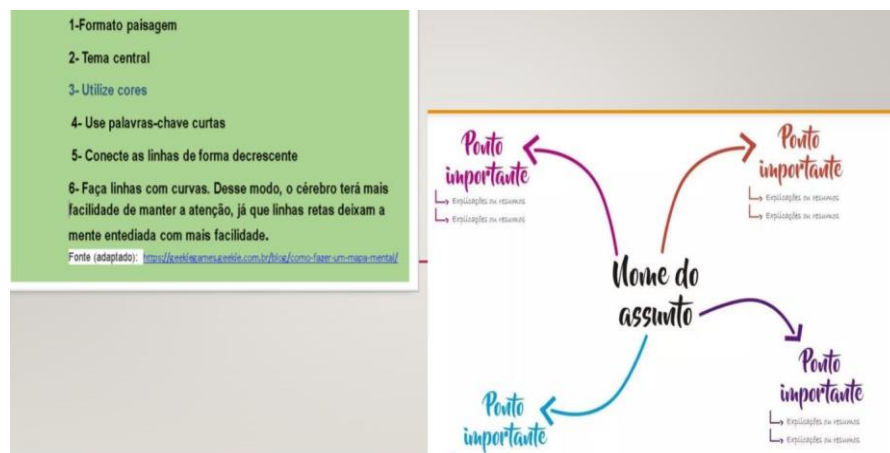 1-Formato paisagem
2- Tema central
3- Utilize cores
4- Use palavras-chave curtas
5- Conecte as linhas de forma decrescente
6- Faça linhas com curvas. Desse modo, o cérebro terá mais
facilidade de manter a atenção, já que linhas retas deixam a
mente entediada com mais facilidade.
Fonte (adaptado): https://geekiegames.geekie.com.br/blog/como-fazer-um-mapa-mental/
Ponto
importante
Explicações ou resumos
Explicações ou resumos
Ponto
importante
Explicações ou resumos
Explicações ou resumos
Nome do
assunto
Ponto
importante
Ponto
importante
Explicações ou resumos
Explicações ou resumos